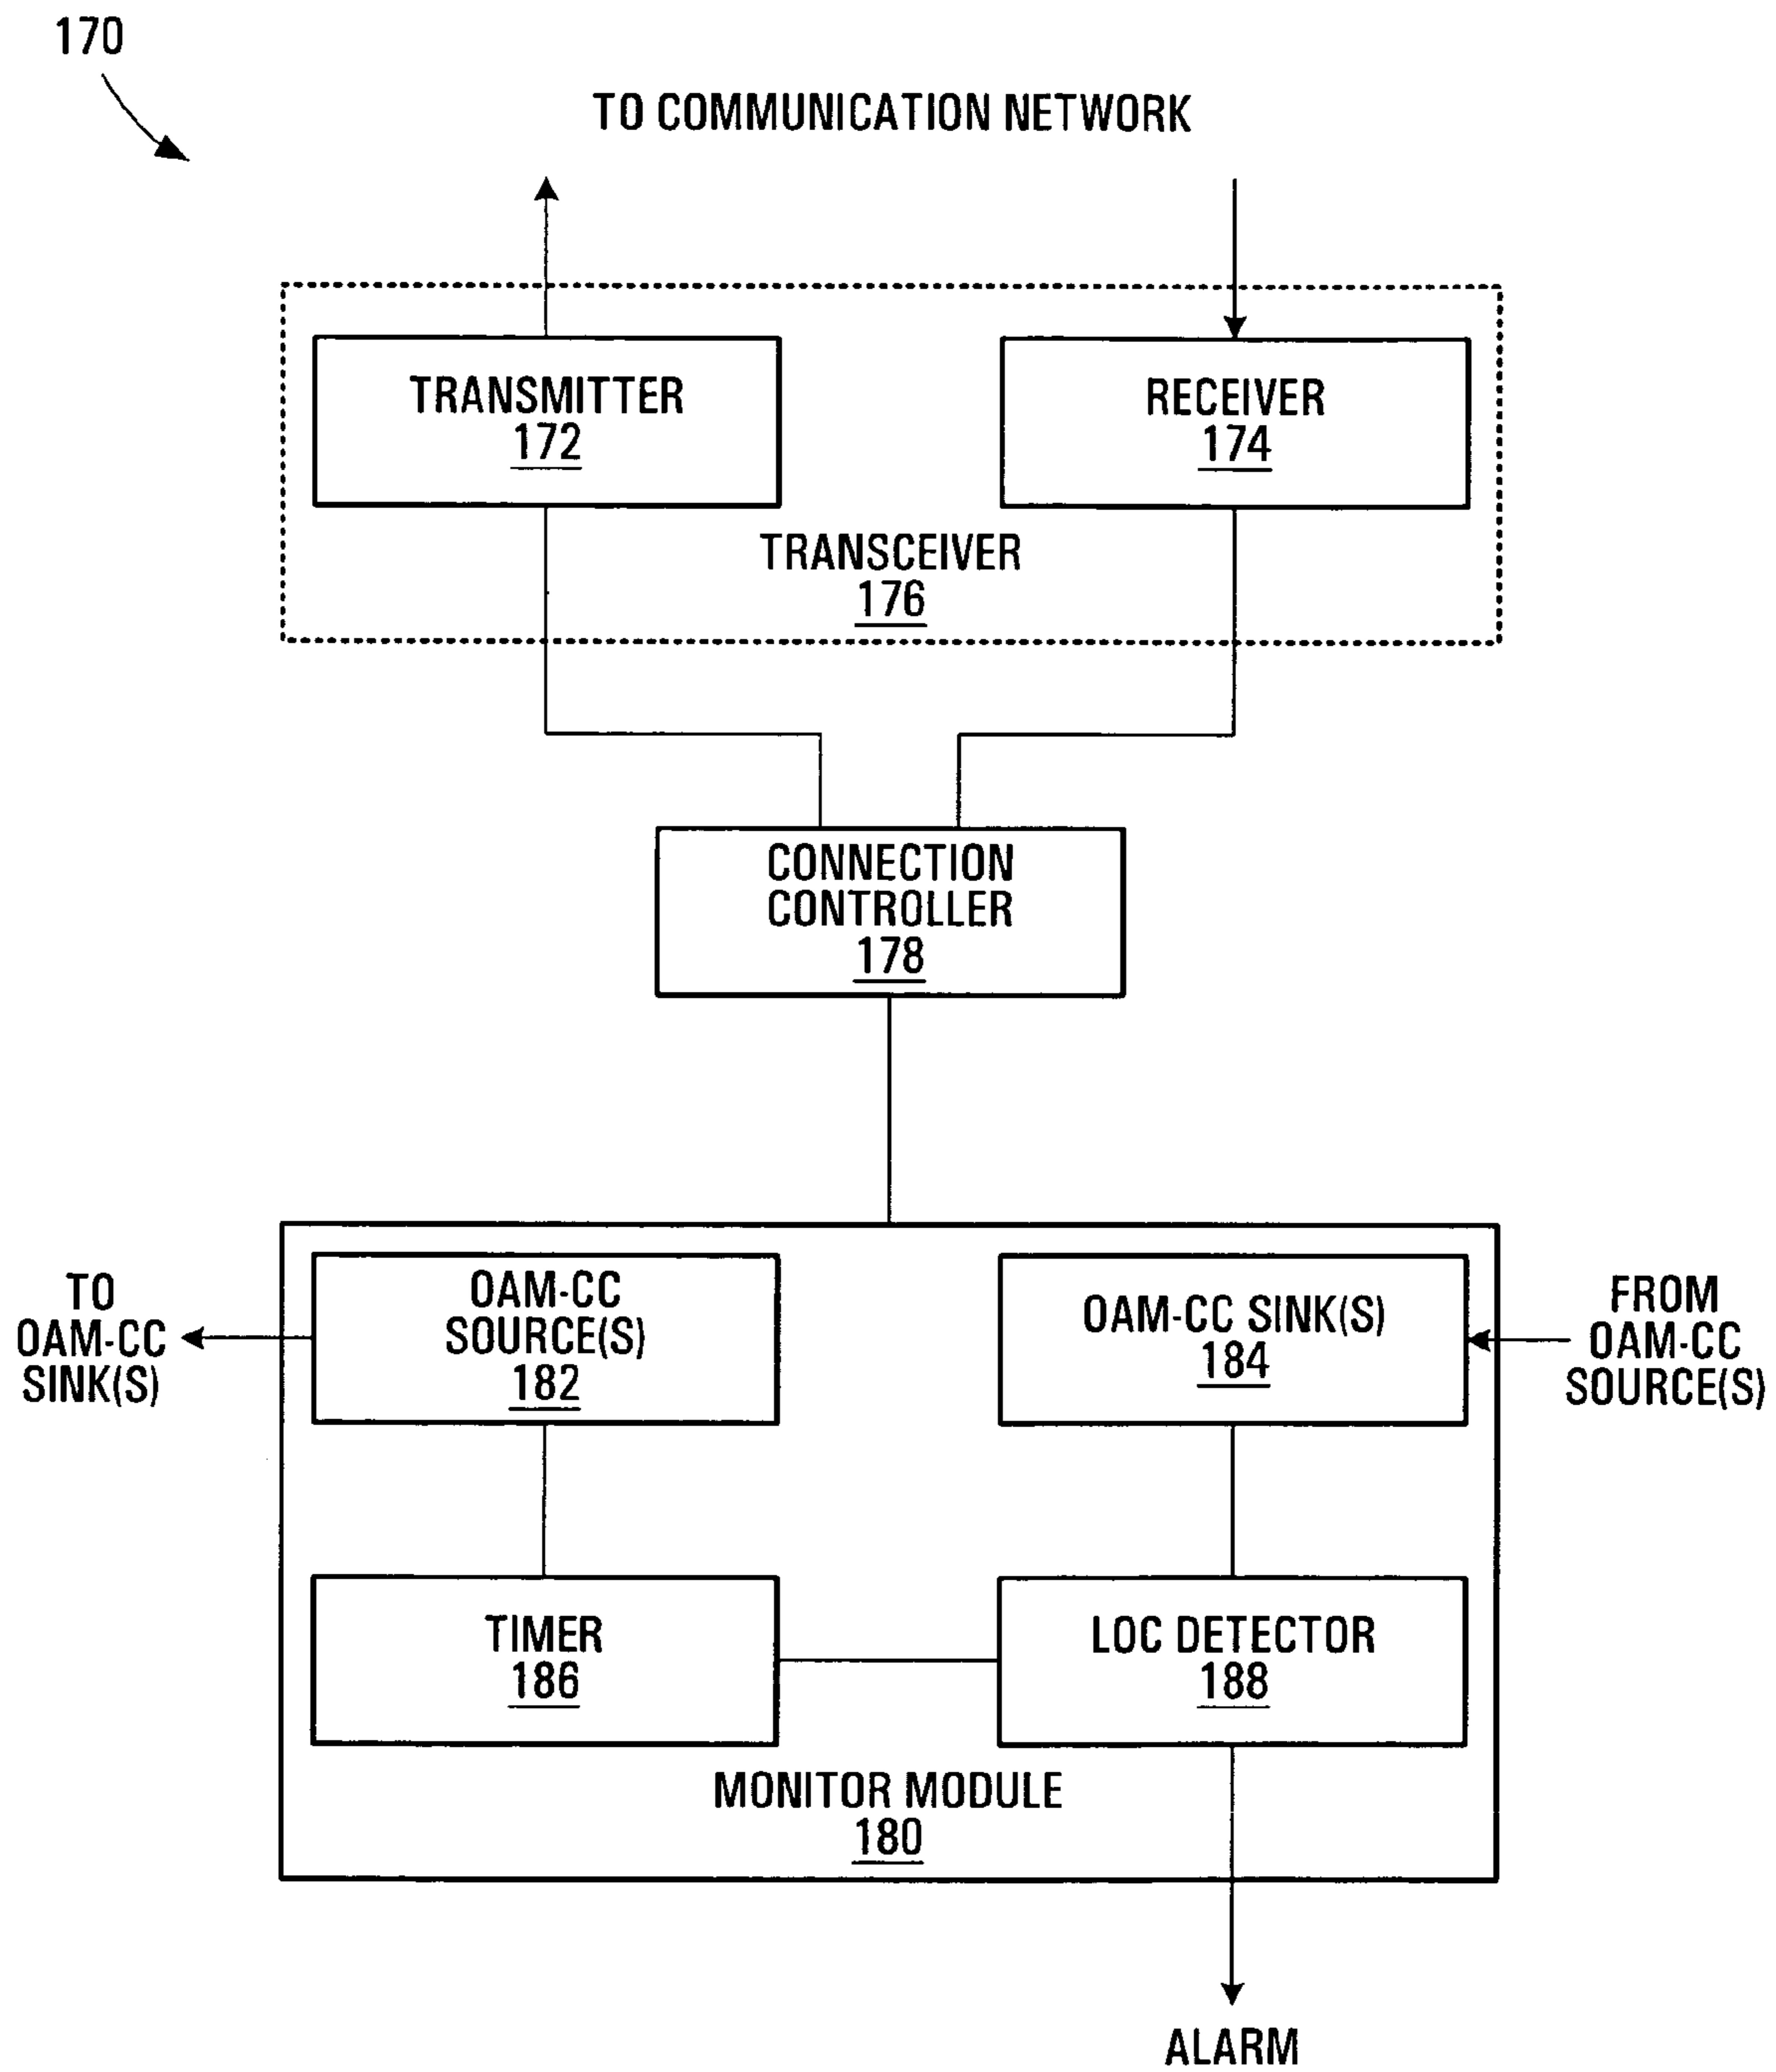 170
TO COMMUNICATION NETWORK
TRANSMITTER
172
RECEIVER
174
TRANSCEIVER
176
CONNECTION
CONTROLLER
178
TO
OAM-CC
SINK(S)
OAM-CC
SOURCE(S)
182
OAM-CC SINK(S)
184
FROM
OAM-CC
SOURCE(S)
TIMER
186
LOC DETECTOR
188
MONITOR MODULE
180
ALARM